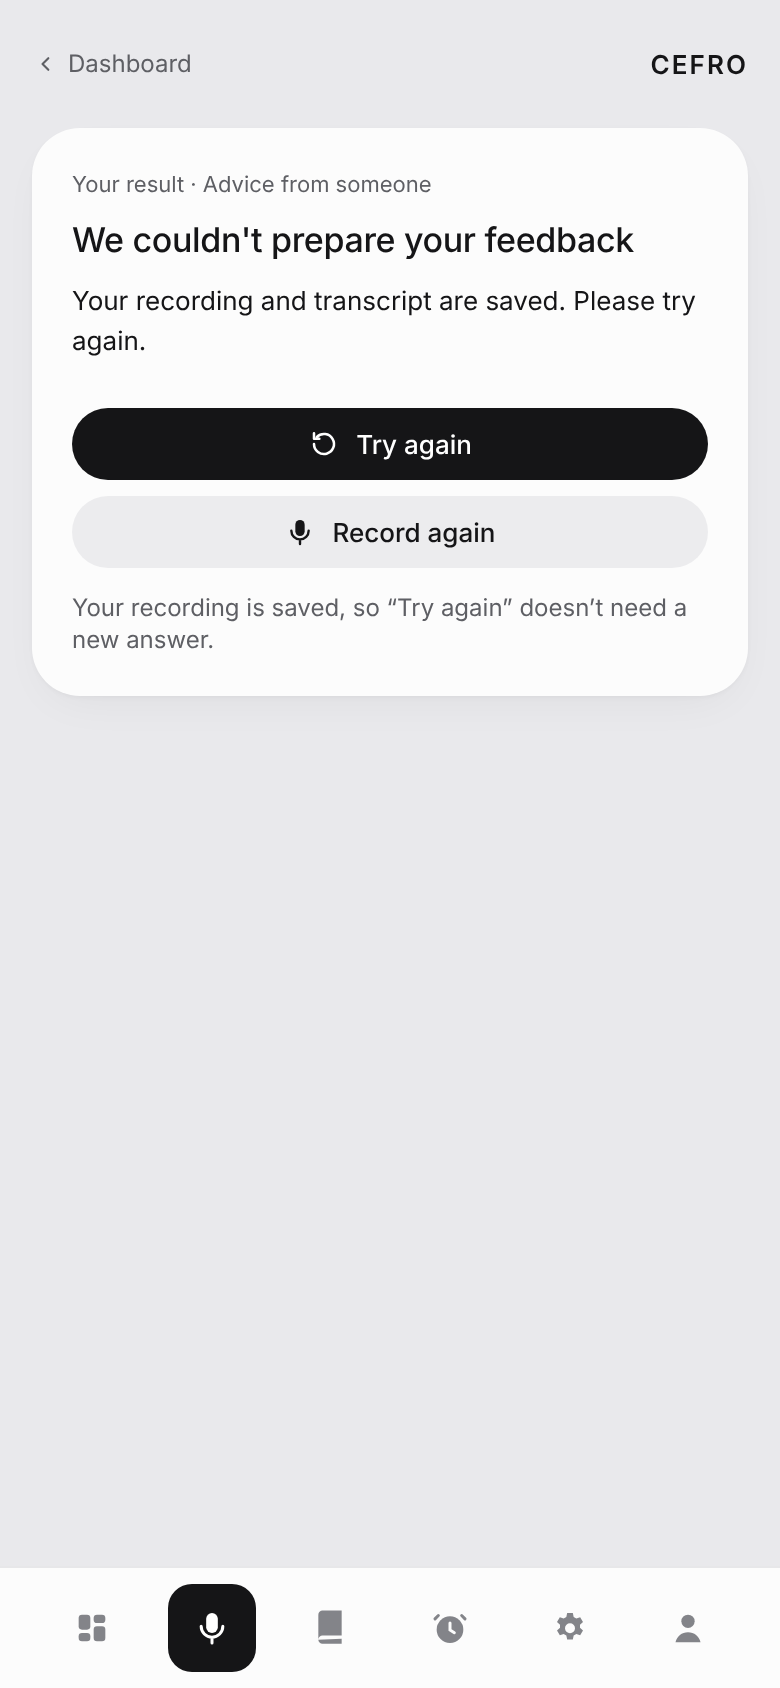 Dashboard
CEFRO
Your result · Advice from someone
We couldn't prepare your feedback
Your recording and transcript are saved. Please try
again.
Try again
Record again
Your recording is saved, so “Try again” doesn’t need a
new answer.